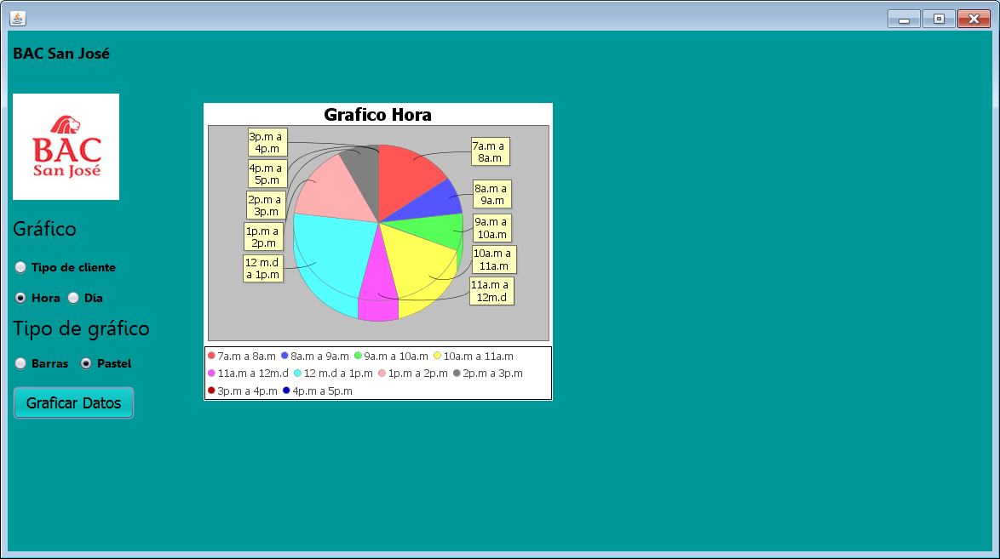 BAC San José
BAC
San José
Gráfico
Tipo de cliente
Hora Día
Tipo de gráfico
Barras Pastel
Graficar Datos
Grafico Hora
3p.m a
4p.m
4p.m a
5p.m
2p.m a
3p.m
1p.m a
2p.m
12 m.d
a 1p.m
7a.m a
8a.m
8a.m a
9a.m
9a.m a
10a.m
10a.m a
11a.m
11a.m a
12m.d
7a.m a 8a.m 8a.m a 9a.m 9a.m a 10a.m 10a.m a 11a.m
11a.m a 12m.d 12 m.d a 1p.m 1p.m a 2p.m 2p.m a 3p.m
3p.m a 4p.m 4p.m a 5p.m